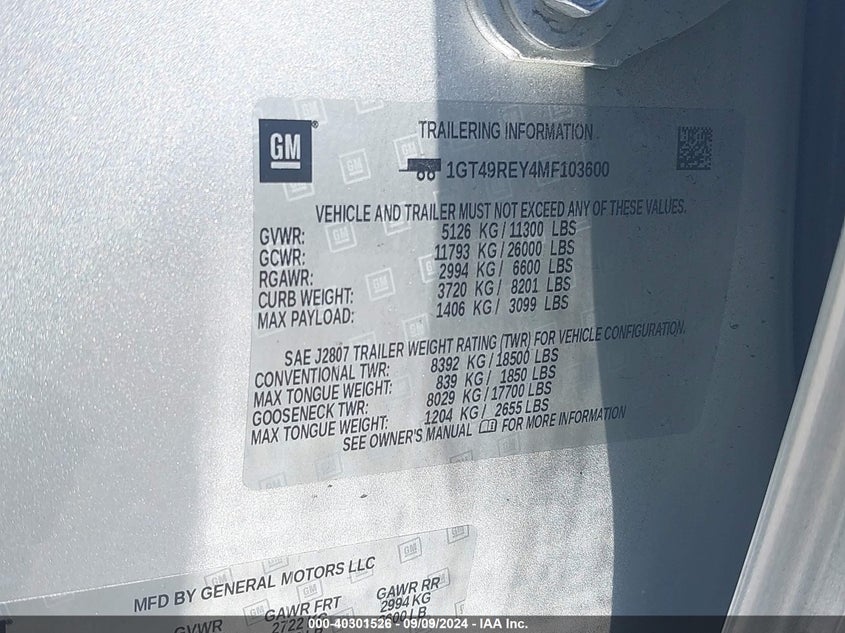 GM
TRAILERING INFORMATION
1GT49REY4MF103600
VEHICLE AND TRAILER MUST NOT EXCEED ANY OF THESE VALUES.
GVWR: 5126 KG / 11300 LBS
GCWR: 11793 KG / 26000 LBS
RGAWR: 2994 KG / 6600 LBS
CURB WEIGHT: 3720 KG / 8201 LBS
MAX PAYLOAD: 1406 KG / 3099 LBS
SAE J2807 TRAILER WEIGHT RATING (TWR) FOR VEHICLE CONFIGURATION.
CONVENTIONAL TWR: 8392 KG / 18500 LBS
MAX TONGUE WEIGHT: 839 KG / 1850 LBS
GOOSENECK TWR: 8029 KG / 17700 LBS
MAX TONGUE WEIGHT: 1204 KG / 2655 LBS
SEE OWNER'S MANUAL FOR MORE INFORMATION
MFD BY GENERAL MOTORS LLC
GVWR GAWR FRT GAWR RR
2722 2994 KG
000-40301526 - 09/09/2024 - IAA Inc.